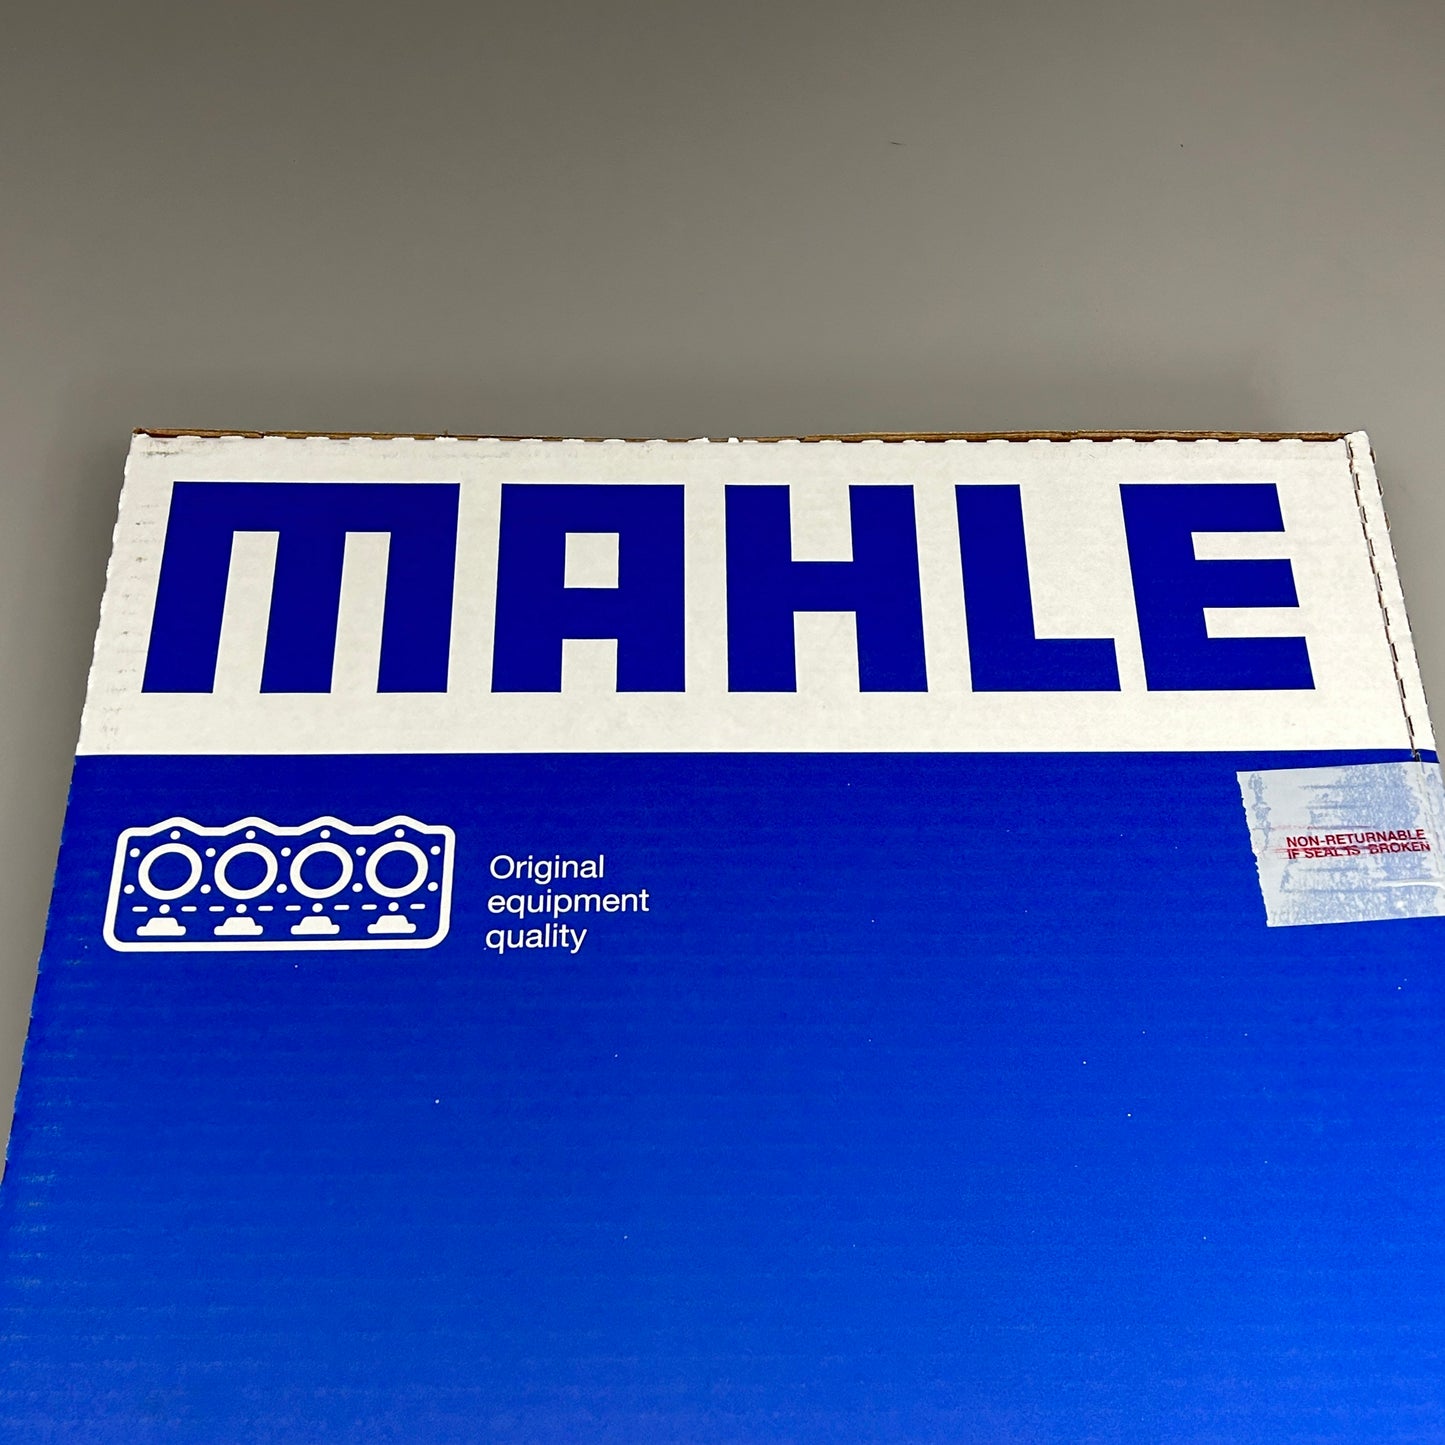 MAHLE
Original
equipment
quality
NON-RETURNABLE
IF SEAL IS BROKEN